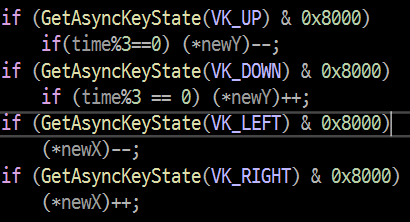 if (GetAsyncKeyState(VK_UP) & 0x8000)
if(time%3==0) (*newY)--;
if (GetAsyncKeyState(VK_DOWN) & 0x8000)
if (time%3 == 0) (*newY)++;
if (GetAsyncKeyState(VK_LEFT) & 0x8000)
(*newX)--;
if (GetAsyncKeyState(VK_RIGHT) & 0x8000)
(*newX)++;